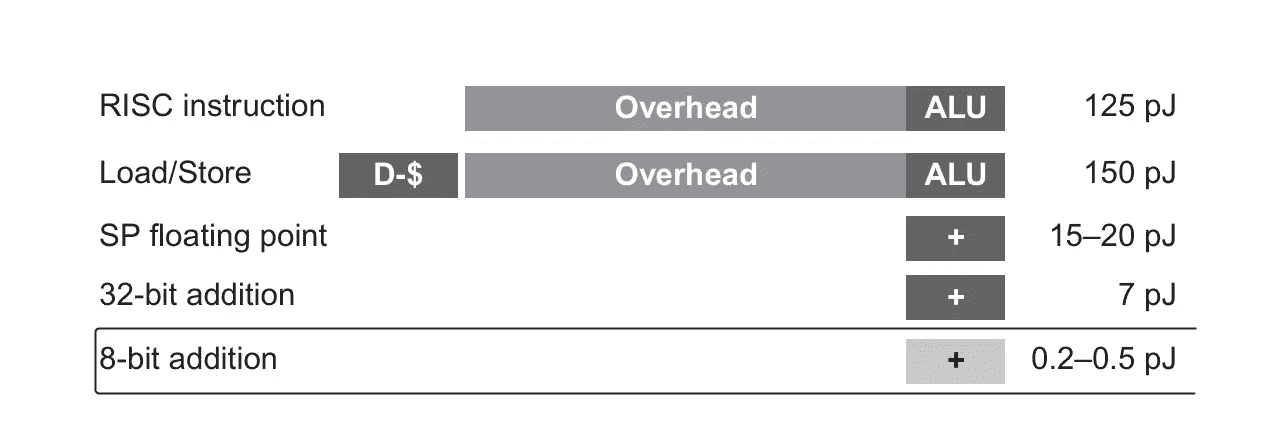 RISC instruction Overhead ALU 125 pJ
Load/Store D-$ Overhead ALU 150 pJ
SP floating point + 15–20 pJ
32-bit addition + 7 pJ
8-bit addition + 0.2–0.5 pJ